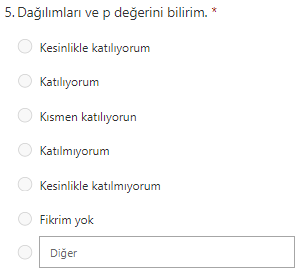 5. Dağılımları ve p değerini bilirim. *
Kesinlikle katılıyorum
Katılıyorum
Kısmen katılıyorun
Katılmıyorum
Kesinlikle katılmıyorum
Fikrim yok
Diğer